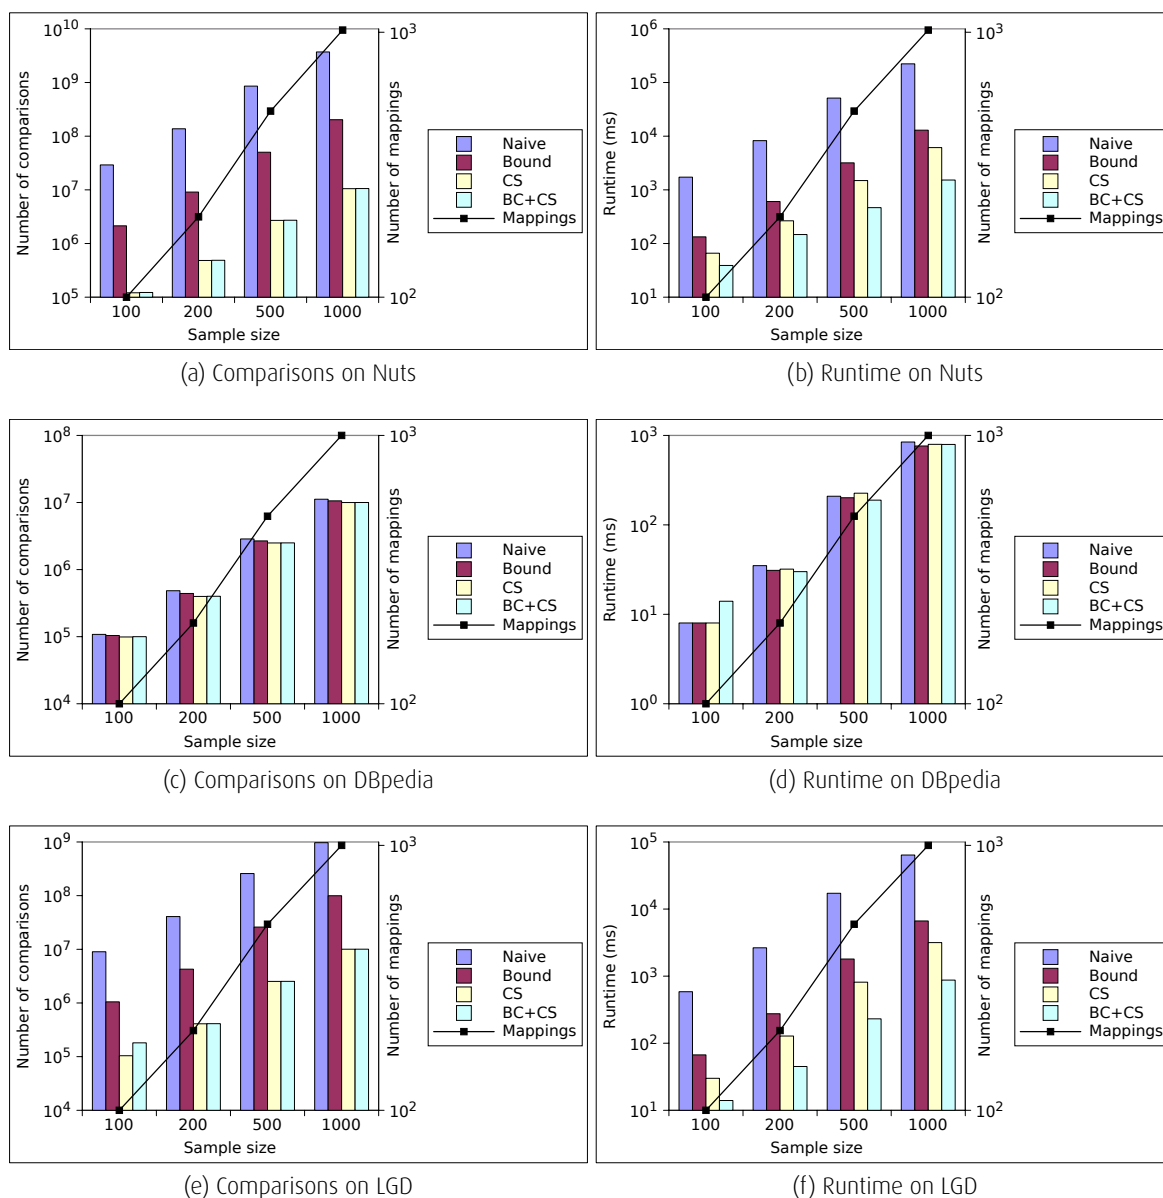 10^10
10^9
10^8
10^7
10^6
10^5
Number of comparisons
100
200
500
1000
Sample size
10^3
10^2
Number of mappings
Naive
Bound
CS
BC+CS
Mappings
(a) Comparisons on Nuts
10^6
10^5
10^4
10^3
10^2
10^1
Runtime (ms)
100
200
500
1000
Sample size
10^3
10^2
Number of mappings
Naive
Bound
CS
BC+CS
Mappings
(b) Runtime on Nuts
10^8
10^7
10^6
10^5
10^4
Number of comparisons
100
200
500
1000
Sample size
10^3
10^2
Number of mappings
Naive
Bound
CS
BC+CS
Mappings
(c) Comparisons on DBpedia
10^3
10^2
10^1
10^0
Runtime (ms)
100
200
500
1000
Sample size
10^3
10^2
Number of mappings
Naive
Bound
CS
BC+CS
Mappings
(d) Runtime on DBpedia
10^9
10^8
10^7
10^6
10^5
10^4
Number of comparisons
100
200
500
1000
Sample size
10^3
10^2
Number of mappings
Naive
Bound
CS
BC+CS
Mappings
(e) Comparisons on LGD
10^5
10^4
10^3
10^2
10^1
Runtime (ms)
100
200
500
1000
Sample size
10^3
10^2
Number of mappings
Naive
Bound
CS
BC+CS
Mappings
(f) Runtime on LGD